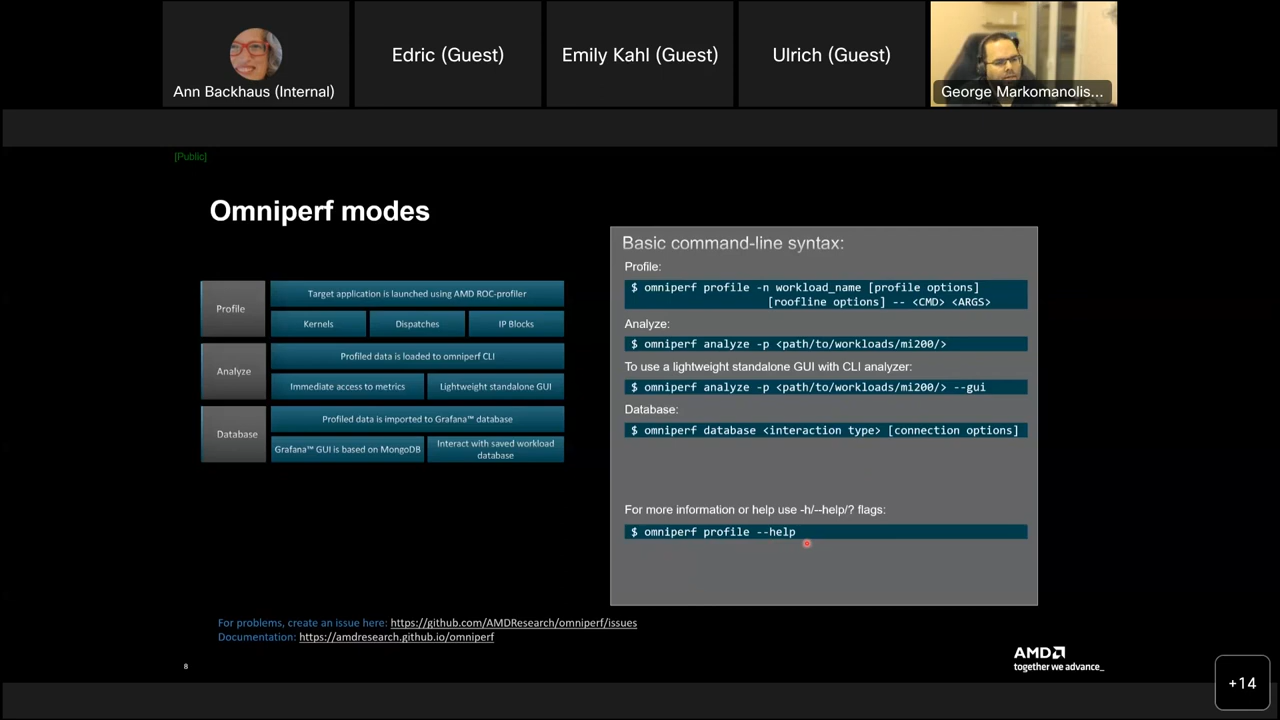 Ann Backhaus (Internal)
Edric (Guest)
Emily Kahl (Guest)
Ulrich (Guest)
George Markomanolis...
[Public]
Omniperf modes
Profile
Target application is launched using AMD ROC-profiler
Kernels
Dispatches
IP Blocks
Analyze
Profiled data is loaded to omniperf CLI
Immediate access to metrics
Lightweight standalone GUI
Database
Profiled data is imported to Grafana™ database
Grafana™ GUI is based on MongoDB
Interact with saved workload
database
Basic command-line syntax:
Profile:
$ omniperf profile -n workload_name [profile options]
[roofline options] -- <CMD> <ARGS>
Analyze:
$ omniperf analyze -p <path/to/workloads/mi200/>
To use a lightweight standalone GUI with CLI analyzer:
$ omniperf analyze -p <path/to/workloads/mi200/> --gui
Database:
$ omniperf database <interaction type> [connection options]
For more information or help use -h/--help/? flags:
$ omniperf profile --help
For problems, create an issue here: https://github.com/AMDResearch/omniperf/issues
Documentation: https://amdresearch.github.io/omniperf
8
AMD
together we advance_
+14